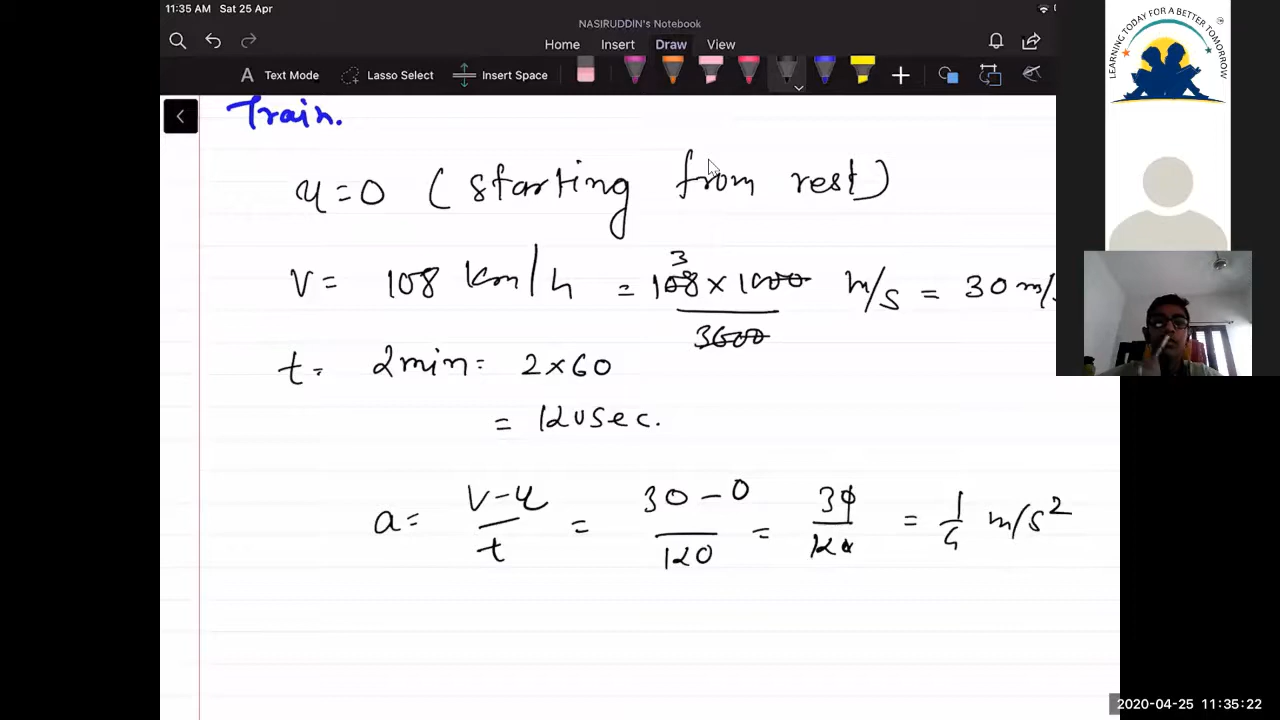 11:35 AM Sat 25 Apr
NASIRUDDIN's Notebook
Home Insert Draw View
A Text Mode Lasso Select Insert Space
LEARNING TODAY FOR A BETTER TOMORROW
Train.
u=0 (starting from rest)
v= 108 km/h = 108 x 1000 m/s = 30 m/s
3
3600
t= 2min= 2x60
= 120sec.
a= v-u = 30-0 = 30 = 1 m/s²
t 120 120 4
2020-04-25 11:35:22